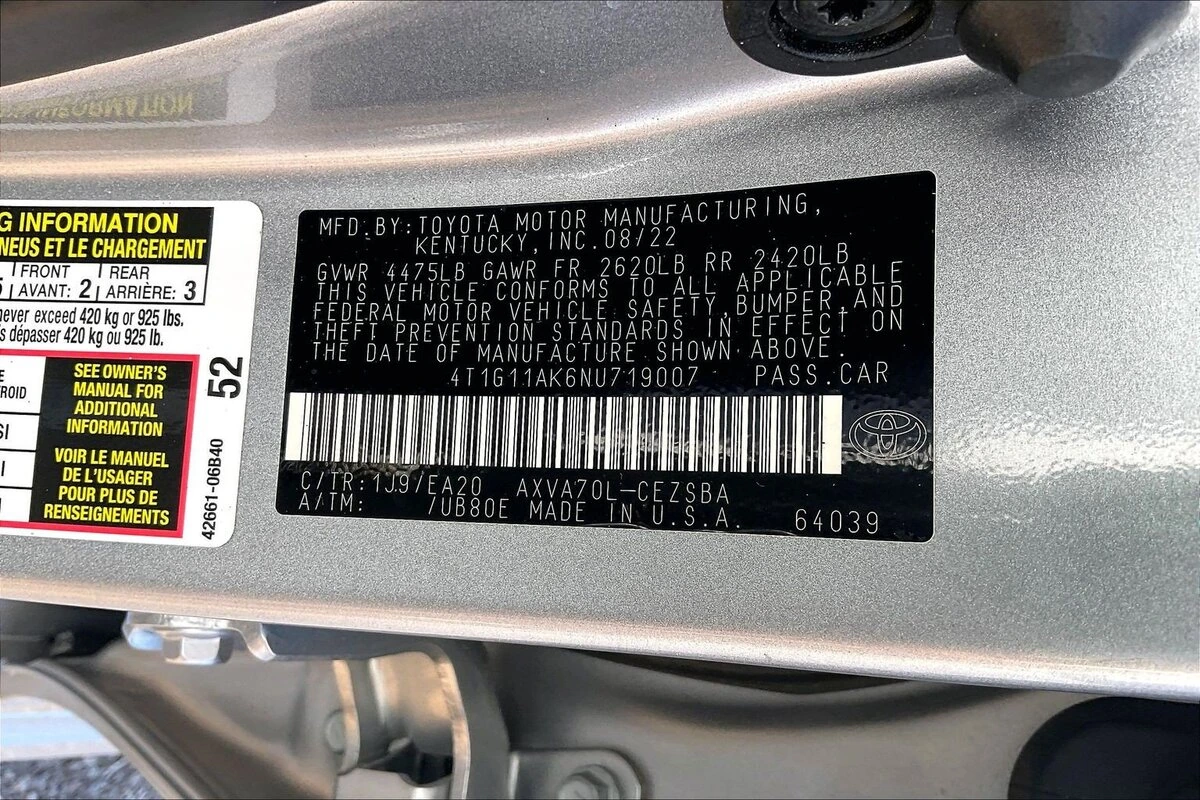 G INFORMATION
NEUS ET LE CHARGEMENT
FRONT REAR
AVANT: 2 ARRIÈRE: 3
never exceed 420 kg or 925 lbs.
s dépasser 420 kg ou 925 lb.
SEE OWNER'S
MANUAL FOR
ADDITIONAL
INFORMATION
VOIR LE MANUEL
DE L'USAGER
POUR PLUS DE
RENSEIGNEMENTS
52
42661-06B40
MFD.BY:TOYOTA MOTOR MANUFACTURING,
KENTUCKY,INC.08/22
GVWR 4475LB GAWR FR 2620LB RR 2420LB
THIS VEHICLE CONFORMS TO ALL APPLICABLE
FEDERAL MOTOR VEHICLE SAFETY,BUMPER,AND
THEFT PREVENTION STANDARDS IN EFFECT ON
THE DATE OF MANUFACTURE SHOWN ABOVE.
4T1G11AK6NU719007 PASS.CAR
C/TR:1J9/EA20 AXVA70L-CEZSBA
A/TM: /UB80E MADE IN U.S.A. 64039